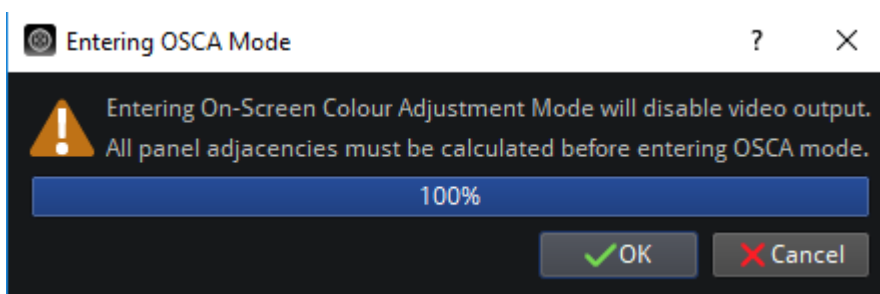 Entering OSCA Mode
Entering On-Screen Colour Adjustment Mode will disable video output.
All panel adjacencies must be calculated before entering OSCA mode.
100%
OK
Cancel